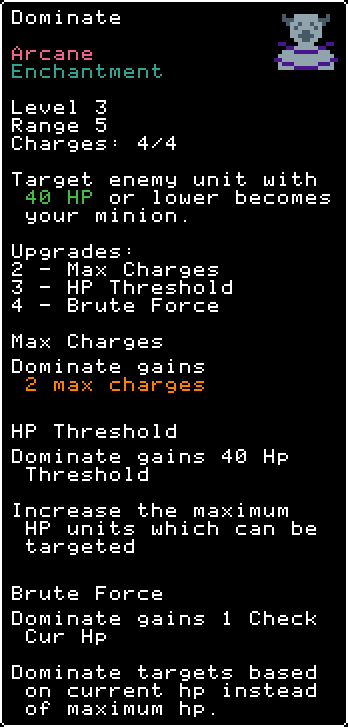 Dominate
Arcane
Enchantment
Level 3
Range 5
Charges: 4/4
Target enemy unit with
40 HP or lower becomes
your minion.
Upgrades:
2 - Max Charges
3 - HP Threshold
4 - Brute Force
Max Charges
Dominate gains
2 max charges
HP Threshold
Dominate gains 40 Hp
Threshold
Increase the maximum
HP units which can be
targeted
Brute Force
Dominate gains 1 Check
Cur Hp
Dominate targets based
on current hp instead
of maximum hp.